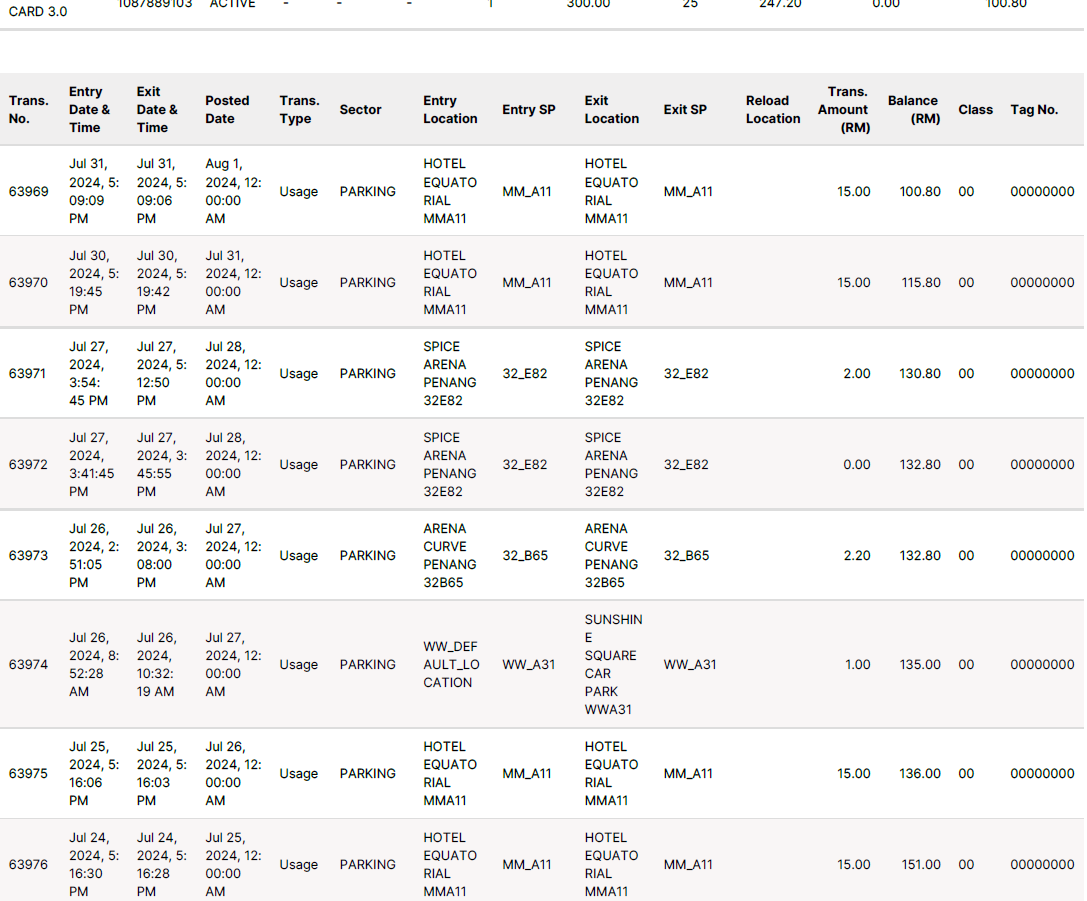 CARD 3.0 1087889103 ACTIVE - - - 1 300.00 25 247.20 0.00 100.80
Trans. No. Entry Date & Time Exit Date & Time Posted Date Trans. Type Sector Entry Location Entry SP Exit Location Exit SP Reload Location Trans. Amount (RM) Balance (RM) Class Tag No.
63969 Jul 31, 2024, 5:09:09 PM Jul 31, 2024, 5:09:06 PM Aug 1, 2024, 12:00:00 AM Usage PARKING HOTEL EQUATORIAL MMA11 MM_A11 HOTEL EQUATORIAL MMA11 MM_A11 15.00 100.80 00 00000000
63970 Jul 30, 2024, 5:19:45 PM Jul 30, 2024, 5:19:42 PM Jul 31, 2024, 12:00:00 AM Usage PARKING HOTEL EQUATORIAL MMA11 MM_A11 HOTEL EQUATORIAL MMA11 MM_A11 15.00 115.80 00 00000000
63971 Jul 27, 2024, 3:54:45 PM Jul 27, 2024, 5:12:50 PM Jul 28, 2024, 12:00:00 AM Usage PARKING SPICE ARENA PENANG 32E82 32_E82 SPICE ARENA PENANG 32E82 32_E82 2.00 130.80 00 00000000
63972 Jul 27, 2024, 3:41:45 PM Jul 27, 2024, 3:45:55 PM Jul 28, 2024, 12:00:00 AM Usage PARKING SPICE ARENA PENANG 32E82 32_E82 SPICE ARENA PENANG 32E82 32_E82 0.00 132.80 00 00000000
63973 Jul 26, 2024, 2:51:05 PM Jul 26, 2024, 3:08:00 PM Jul 27, 2024, 12:00:00 AM Usage PARKING ARENA CURVE PENANG 32B65 32_B65 ARENA CURVE PENANG 32B65 32_B65 2.20 132.80 00 00000000
63974 Jul 26, 2024, 8:52:28 AM Jul 26, 2024, 10:32:19 AM Jul 27, 2024, 12:00:00 AM Usage PARKING WW_DEFAULT_LOCATION WW_A31 SUNSHINE SQUARE CAR PARK WWA31 WW_A31 1.00 135.00 00 00000000
63975 Jul 25, 2024, 5:16:06 PM Jul 25, 2024, 5:16:03 PM Jul 26, 2024, 12:00:00 AM Usage PARKING HOTEL EQUATORIAL MMA11 MM_A11 HOTEL EQUATORIAL MMA11 MM_A11 15.00 136.00 00 00000000
63976 Jul 24, 2024, 5:16:30 PM Jul 24, 2024, 5:16:28 PM Jul 25, 2024, 12:00:00 AM Usage PARKING HOTEL EQUATORIAL MMA11 MM_A11 HOTEL EQUATORIAL MMA11 MM_A11 15.00 151.00 00 00000000